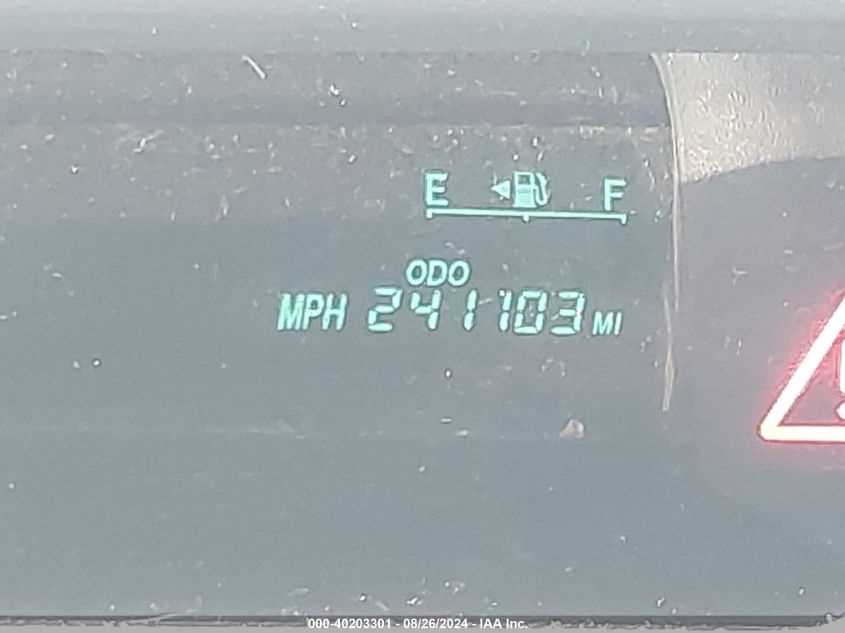 E F
ODO
MPH 241103 MI
000-40203301 - 08/26/2024 - IAA Inc.